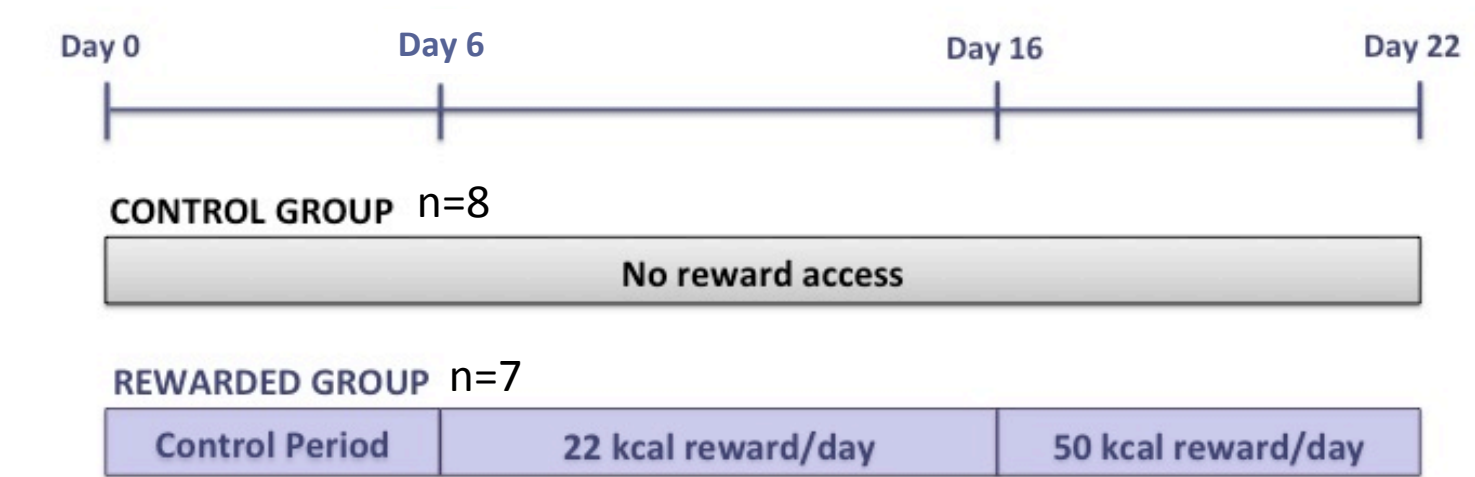 Day 0 Day 6 Day 16 Day 22
CONTROL GROUP n=8
No reward access
REWARDED GROUP n=7
Control Period 22 kcal reward/day 50 kcal reward/day